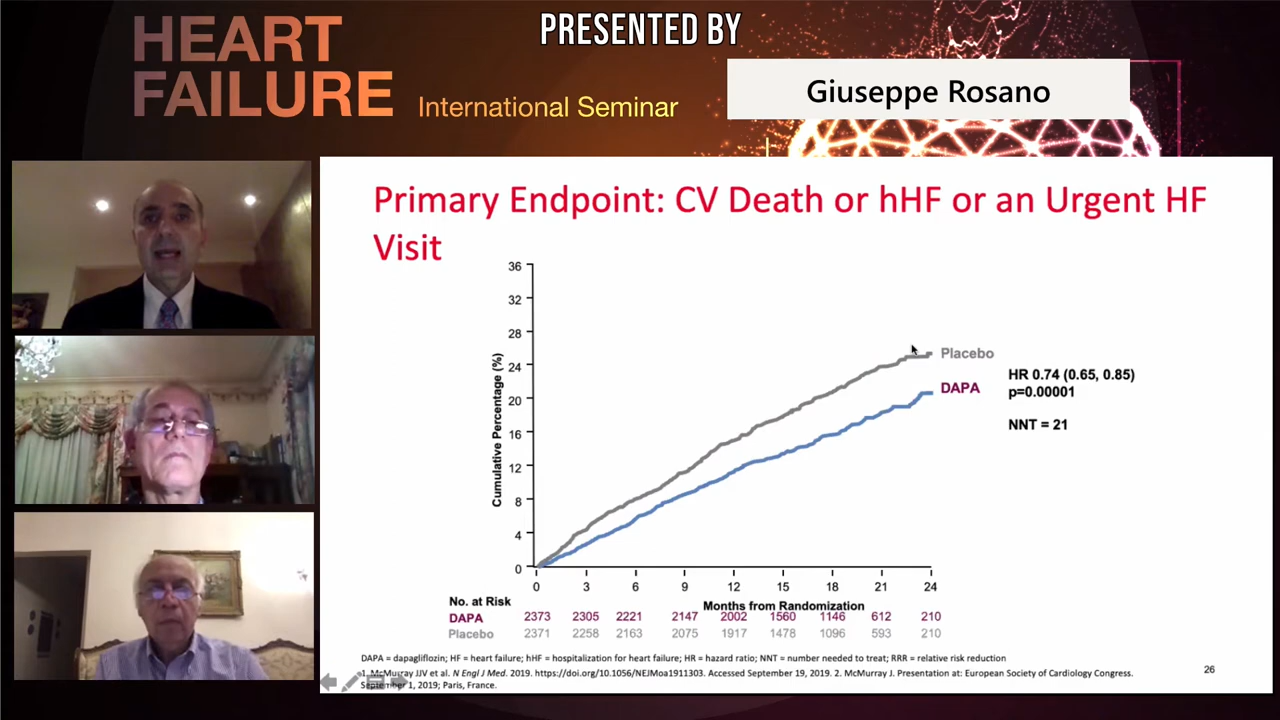 PRESENTED BY
HEART
FAILURE International Seminar
Giuseppe Rosano
Primary Endpoint: CV Death or hHF or an Urgent HF
Visit
36
32
28
24
20
16
12
8
4
0
Cumulative Percentage (%)
Placebo
DAPA
HR 0.74 (0.65, 0.85)
p=0.00001
NNT = 21
0 3 6 9 12 15 18 21 24
Months from Randomization
No. at Risk
DAPA 2373 2305 2221 2147 2002 1560 1146 612 210
Placebo 2371 2258 2163 2075 1917 1478 1096 593 210
DAPA = dapagliflozin; HF = heart failure; hHF = hospitalization for heart failure; HR = hazard ratio; NNT = number needed to treat; RRR = relative risk reduction
1. McMurray JJV et al. N Engl J Med. 2019. https://doi.org/10.1056/NEJMoa1911303. Accessed September 19, 2019. 2. McMurray J. Presentation at: European Society of Cardiology Congress.
September 1, 2019; Paris, France.
26